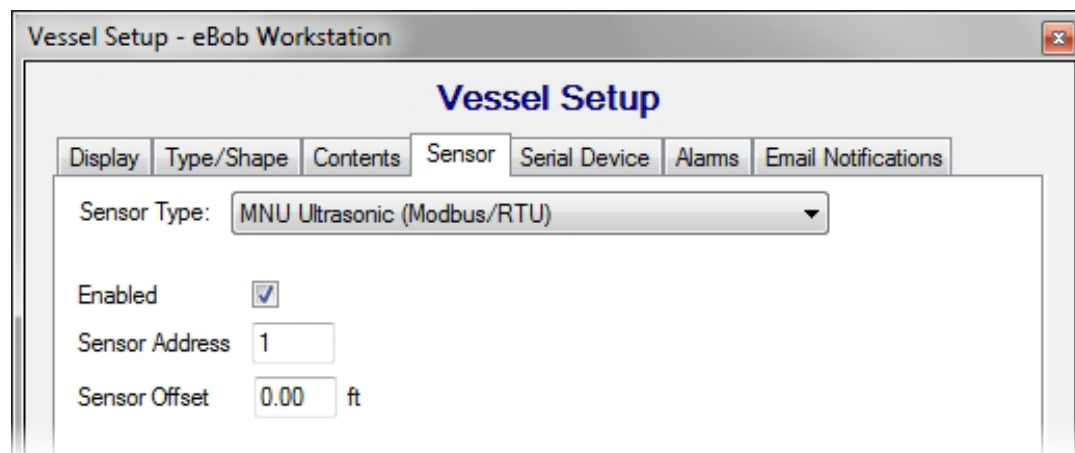 Vessel Setup - eBob Workstation
Vessel Setup
Display Type/Shape Contents Sensor Serial Device Alarms Email Notifications
Sensor Type: MNU Ultrasonic (Modbus/RTU)
Enabled
Sensor Address 1
Sensor Offset 0.00 ft